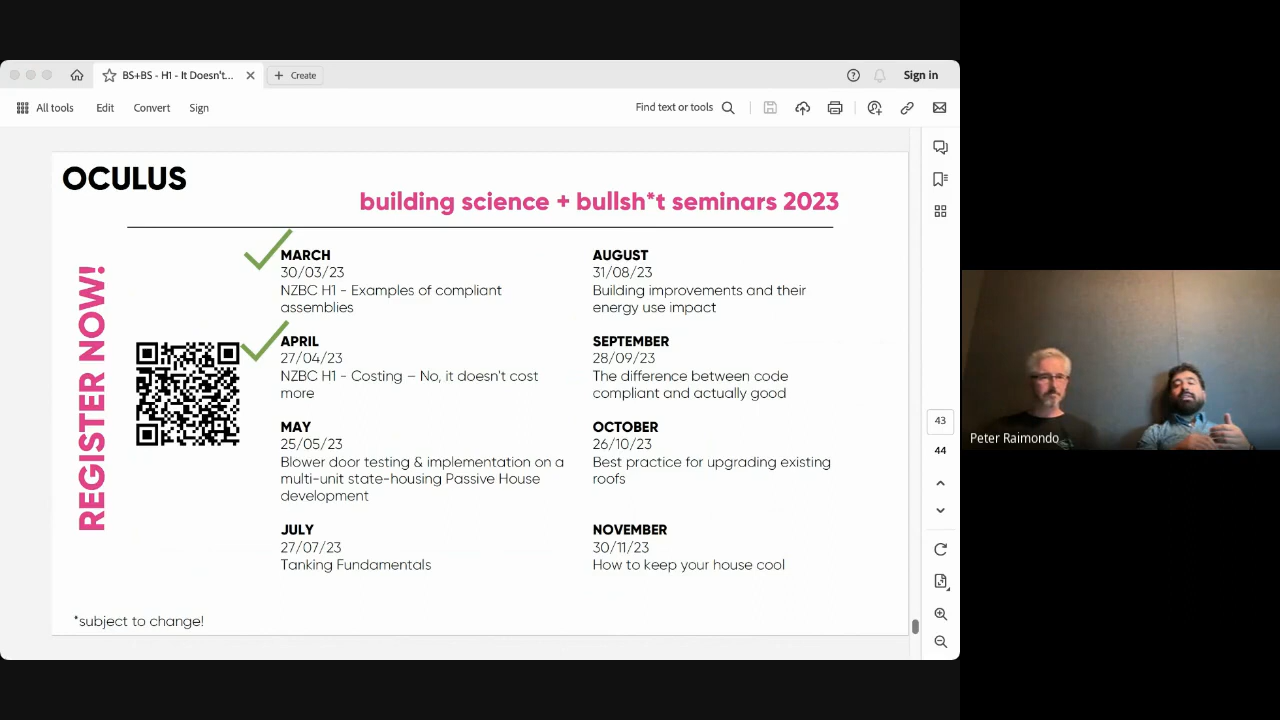 BS+BS - H1 - It Doesn't...
Create
Sign in
All tools
Edit
Convert
Sign
Find text or tools
OCULUS
building science + bullsh*t seminars 2023
REGISTER NOW!
MARCH
30/03/23
NZBC H1 - Examples of compliant
assemblies
APRIL
27/04/23
NZBC H1 - Costing – No, it doesn't cost
more
MAY
25/05/23
Blower door testing & implementation on a
multi-unit state-housing Passive House
development
JULY
27/07/23
Tanking Fundamentals
AUGUST
31/08/23
Building improvements and their
energy use impact
SEPTEMBER
28/09/23
The difference between code
compliant and actually good
OCTOBER
26/10/23
Best practice for upgrading existing
roofs
NOVEMBER
30/11/23
How to keep your house cool
*subject to change!
43
44
Peter Raimondo